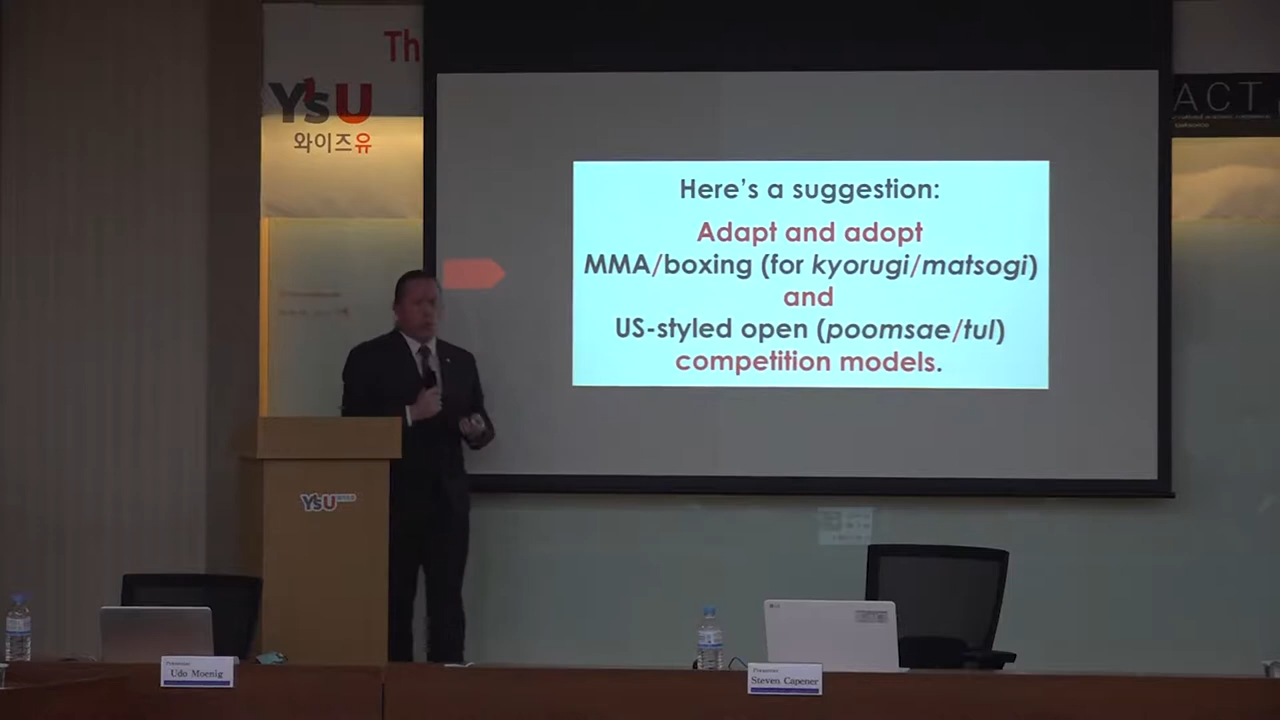 Th
YsU
와이즈유
ACT
Here's a suggestion:
Adapt and adopt
MMA/boxing (for kyorugi/matsogi)
and
US-styled open (poomsae/tul)
competition models.
YsU
Presenter
Udo Moenig
LG
Presenter
Steven Capener